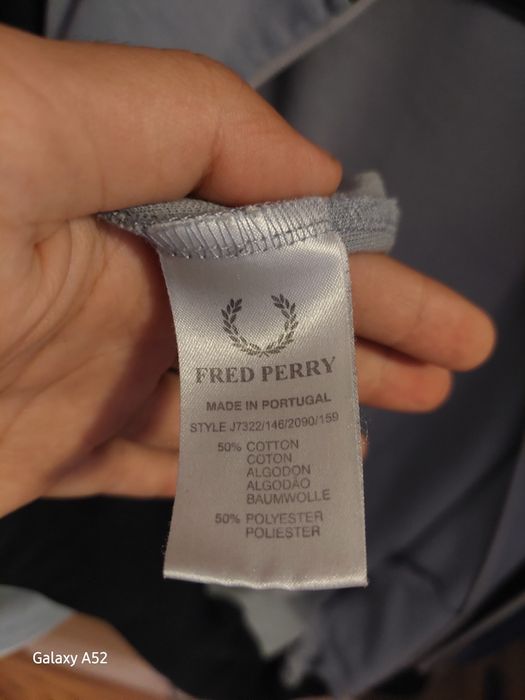 FRED PERRY
MADE IN PORTUGAL
STYLE J7322/146/2090/159
50% COTTON
COTON
ALGODON
ALGODÃO
BAUMWOLLE
50% POLYESTER
POLIESTER
Galaxy A52